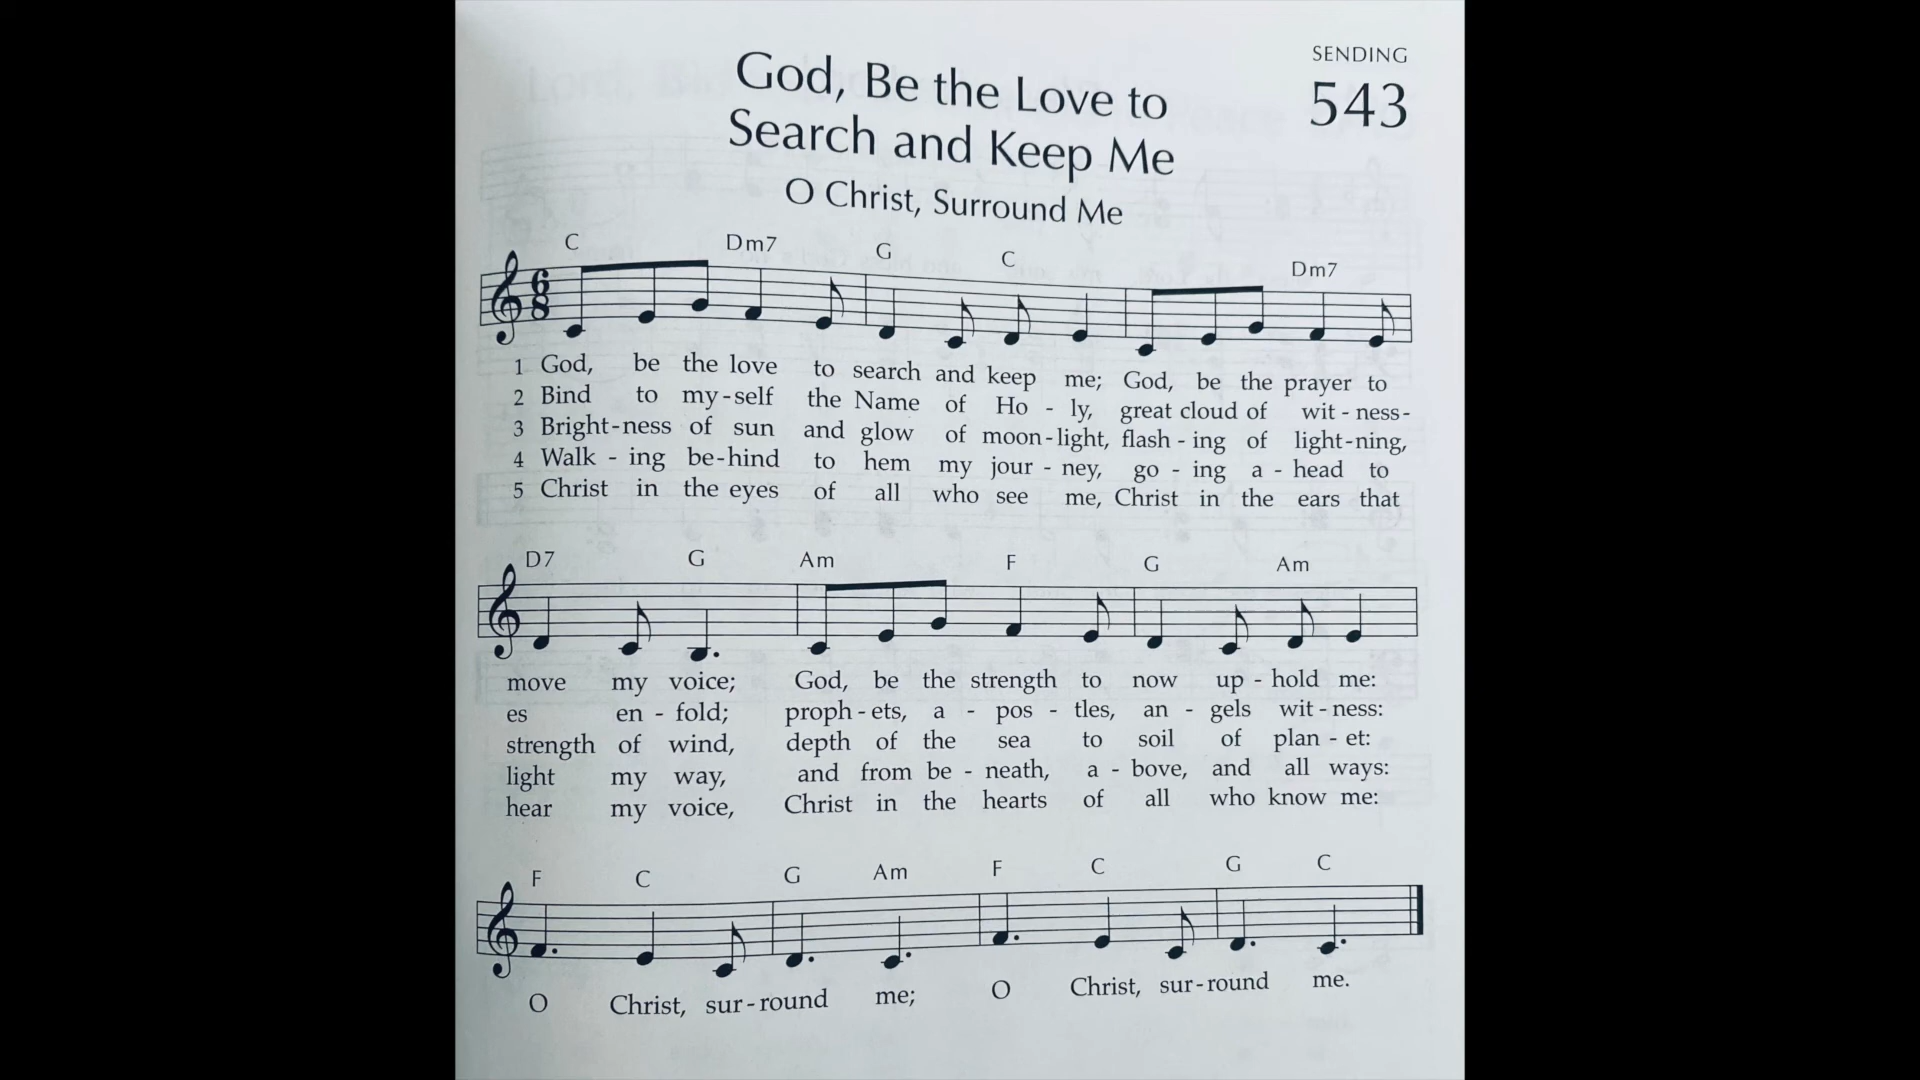 SENDING
543
God, Be the Love to
Search and Keep Me
O Christ, Surround Me
C Dm7 G C Dm7
6
8
1 God, be the love to search and keep me; God, be the prayer to
2 Bind to my-self the Name of Ho - ly, great cloud of wit - ness-
3 Bright-ness of sun and glow of moon-light, flash - ing of light-ning,
4 Walk - ing be-hind to hem my jour - ney, go - ing a - head to
5 Christ in the eyes of all who see me, Christ in the ears that
D7 G Am F G Am
move my voice; God, be the strength to now up - hold me:
es en - fold; proph - ets, a - pos - tles, an - gels wit - ness:
strength of wind, depth of the sea to soil of plan - et:
light my way, and from be - neath, a - bove, and all ways:
hear my voice, Christ in the hearts of all who know me:
F C G Am F C G C
O Christ, sur-round me; O Christ, sur-round me.